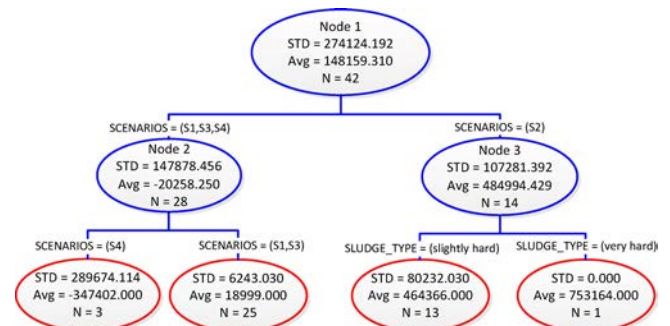 Node 1
STD = 274124.192
Avg = 148159.310
N = 42
SCENARIOS = (S1,S3,S4)
SCENARIOS = (S2)
Node 2
STD = 147878.456
Avg = -20258.250
N = 28
Node 3
STD = 107281.392
Avg = 484994.429
N = 14
SCENARIOS = (S4)
SCENARIOS = (S1,S3)
SLUDGE_TYPE = (slightly hard)
SLUDGE_TYPE = (very hard)
STD = 289674.114
Avg = -347402.000
N = 3
STD = 6243.030
Avg = 18999.000
N = 25
STD = 80232.030
Avg = 464366.000
N = 13
STD = 0.000
Avg = 753164.000
N = 1